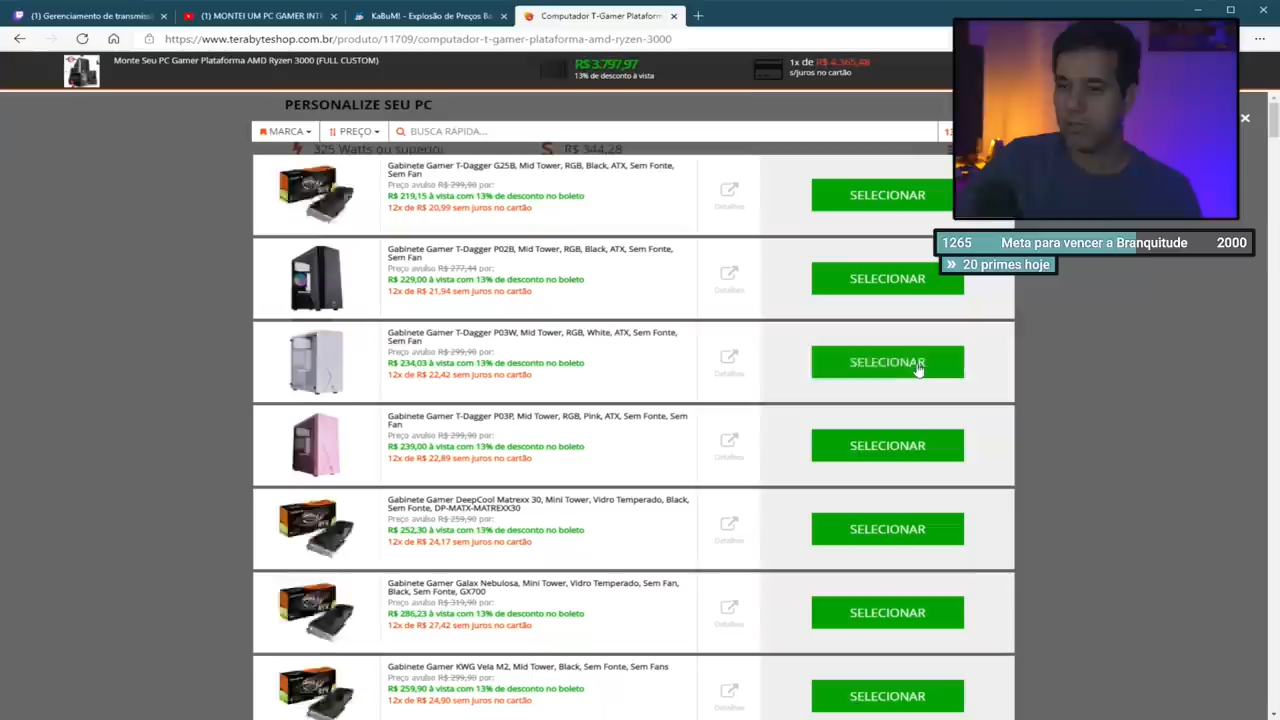 (1) Gerenciamento de transmiss
(1) MONTEI UM PC GAMER INTE
KaBuM! - Explosão de Preços Ba
Computador T-Gamer Plataform
https://www.terabyteshop.com.br/produto/11709/computador-t-gamer-plataforma-amd-ryzen-3000
Monte Seu PC Gamer Plataforma AMD Ryzen 3000 (FULL CUSTOM)
R$ 3.797,97
13% de desconto à vista
1x de R$ 4.365,48
s/juros no cartão
PERSONALIZE SEU PC
MARCA
PREÇO
BUSCA RÁPIDA...
13
325 Watts ou superior
R$ 344,28
Gabinete Gamer T-Dagger G25B, Mid Tower, RGB, Black, ATX, Sem Fonte,
Sem Fan
Preço avulso R$ 299,90 por:
R$ 219,15 à vista com 13% de desconto no boleto
12x de R$ 20,99 sem juros no cartão
Detalhes
SELECIONAR
Gabinete Gamer T-Dagger P02B, Mid Tower, RGB, Black, ATX, Sem Fonte,
Sem Fan
Preço avulso R$ 277,44 por:
R$ 229,00 à vista com 13% de desconto no boleto
12x de R$ 21,94 sem juros no cartão
Detalhes
SELECIONAR
1265 Meta para vencer a Branquitude 2000
» 20 primes hoje
Gabinete Gamer T-Dagger P03W, Mid Tower, RGB, White, ATX, Sem Fonte,
Sem Fan
Preço avulso R$ 299,90 por:
R$ 234,03 à vista com 13% de desconto no boleto
12x de R$ 22,42 sem juros no cartão
Detalhes
SELECIONAR
Gabinete Gamer T-Dagger P03P, Mid Tower, RGB, Pink, ATX, Sem Fonte, Sem
Fan
Preço avulso R$ 299,90 por:
R$ 239,00 à vista com 13% de desconto no boleto
12x de R$ 22,89 sem juros no cartão
Detalhes
SELECIONAR
Gabinete Gamer DeepCool Matrexx 30, Mini Tower, Vidro Temperado, Black,
Sem Fonte, DP-MATX-MATREXX30
Preço avulso R$ 259,90 por:
R$ 252,30 à vista com 13% de desconto no boleto
12x de R$ 24,17 sem juros no cartão
Detalhes
SELECIONAR
Gabinete Gamer Galax Nebulosa, Mini Tower, Vidro Temperado, Sem Fan,
Black, Sem Fonte, GX700
Preço avulso R$ 319,90 por:
R$ 286,23 à vista com 13% de desconto no boleto
12x de R$ 27,42 sem juros no cartão
Detalhes
SELECIONAR
Gabinete Gamer KWG Vela M2, Mid Tower, Black, Sem Fonte, Sem Fans
Preço avulso R$ 299,90 por:
R$ 259,90 à vista com 13% de desconto no boleto
12x de R$ 24,90 sem juros no cartão
Detalhes
SELECIONAR